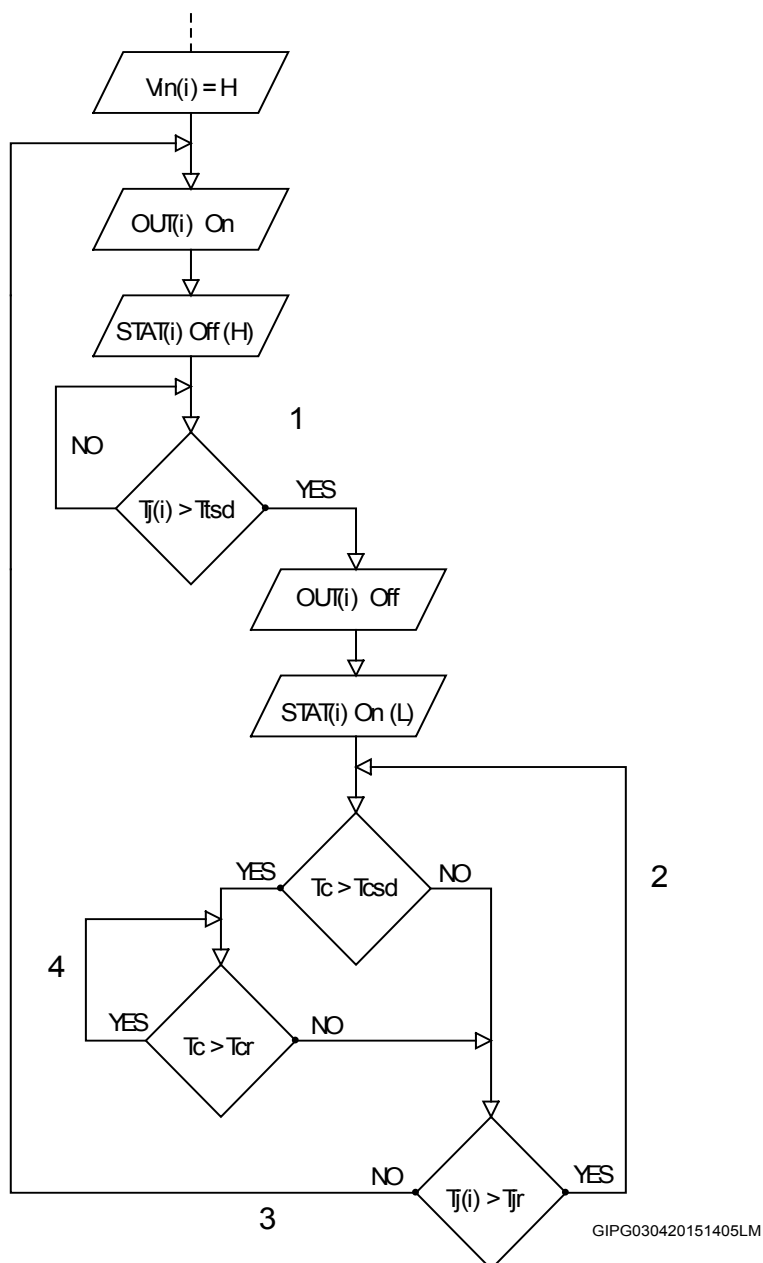 Vin(i) = H
OUT(i) On
STAT(i) Off (H)
1
NO
Tj(i) > Ttsd
YES
OUT(i) Off
STAT(i) On (L)
2
YES
Tc > Tcsd
NO
4
YES
Tc > Tcr
NO
NO
Tj(i) > Tjr
YES
3
GIPG030420151405LM